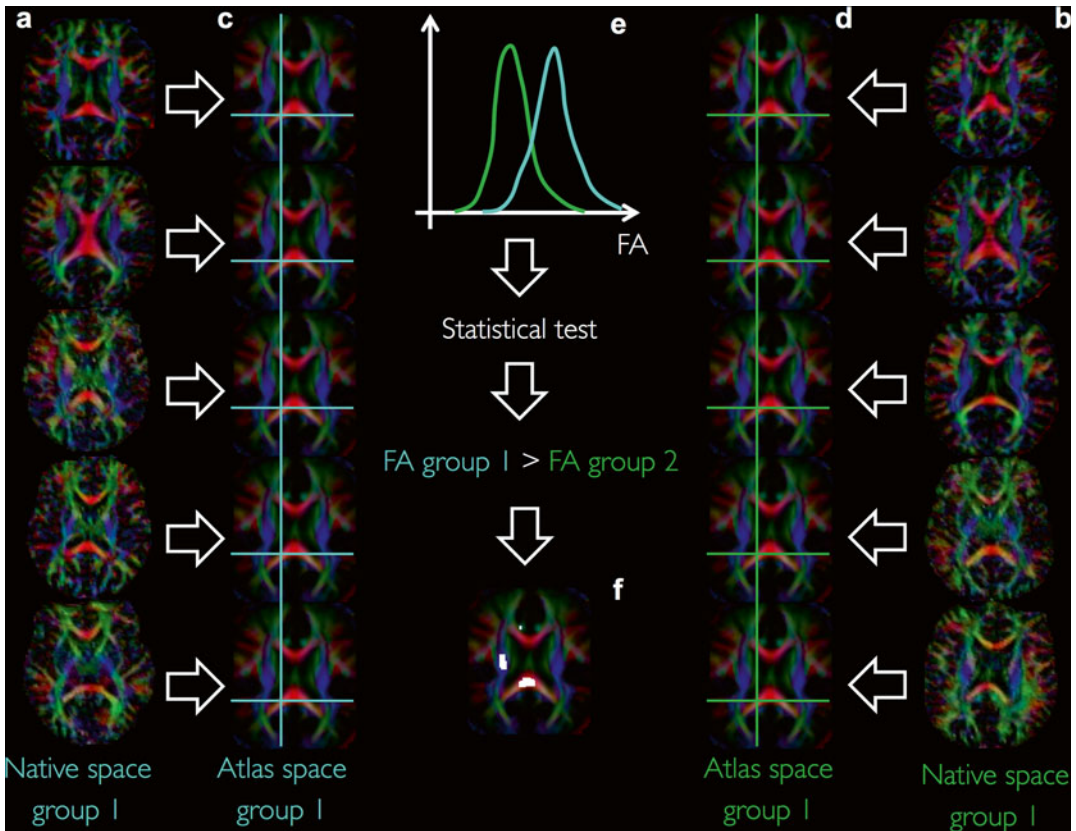 a
c
e
d
b
FA
Statistical test
FA group 1 > FA group 2
f
Native space
group 1
Atlas space
group 1
Atlas space
group 1
Native space
group 1